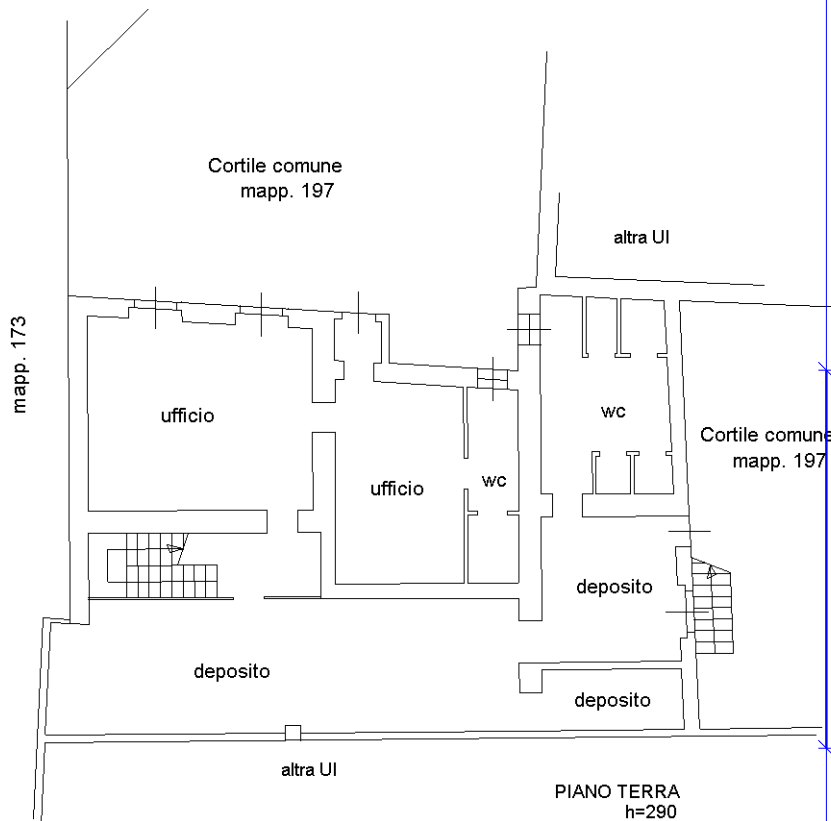 Cortile comune
mapp. 197
altra UI
mapp. 173
ufficio
wc
Cortile comune
mapp. 197
ufficio
wc
deposito
deposito
deposito
altra UI
PIANO TERRA
h=290